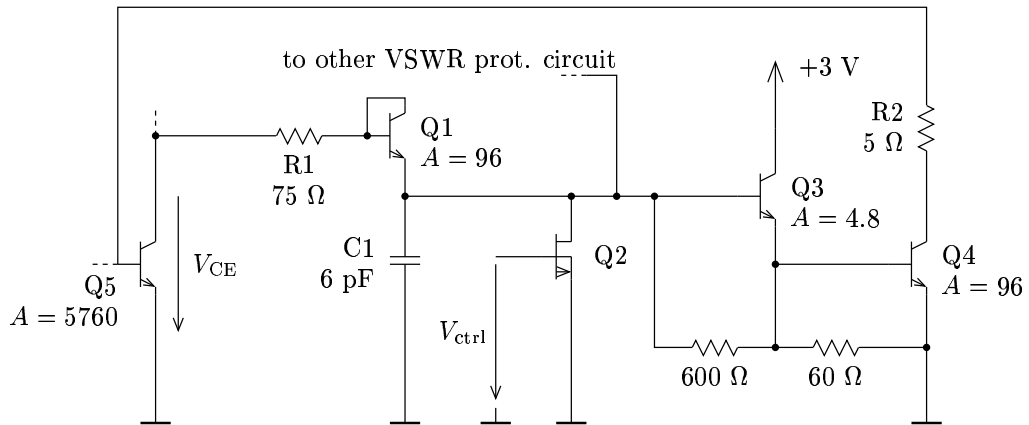 to other VSWR prot. circuit
+3 V
R2
5 Ω
Q1
A = 96
R1
75 Ω
Q3
A = 4.8
C1
6 pF
Q2
Q4
A = 96
V_CE
Q5
A = 5760
V_ctrl
600 Ω
60 Ω